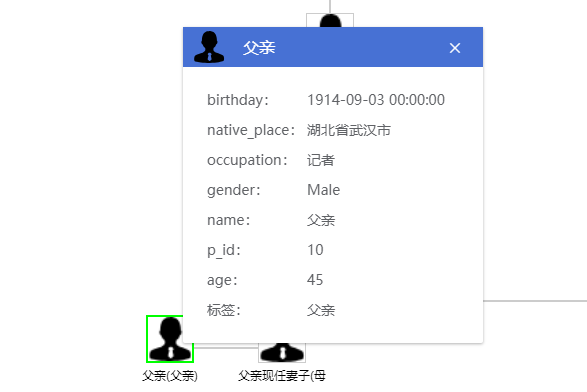 父亲
birthday： 1914-09-03 00:00:00
native_place： 湖北省武汉市
occupation： 记者
gender： Male
name： 父亲
p_id： 10
age： 45
标签： 父亲
父亲(父亲) 父亲现任妻子(母